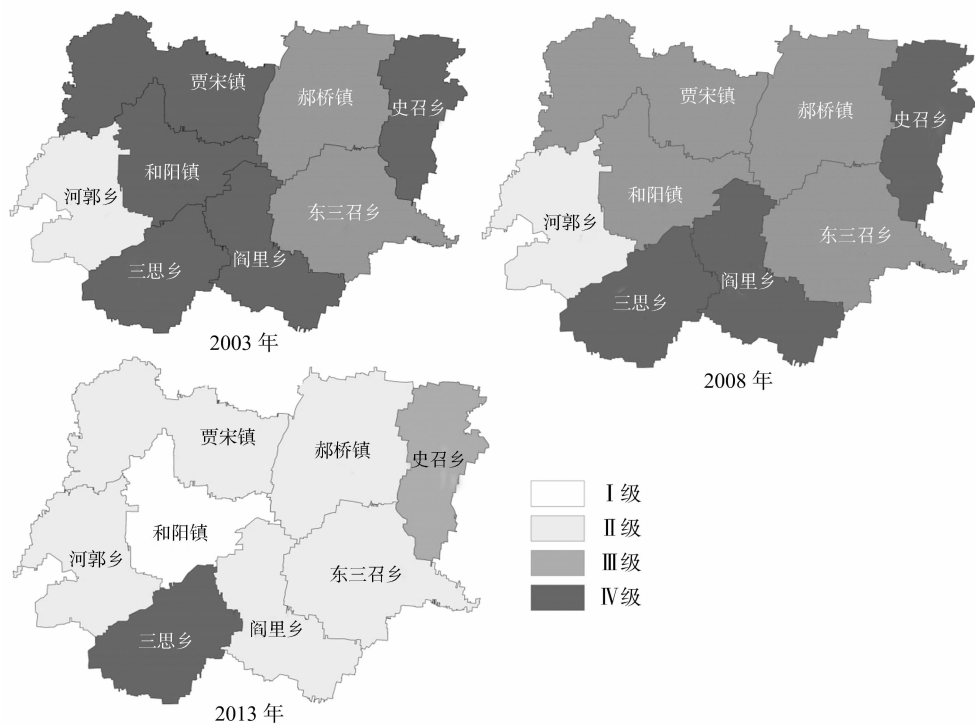 贾宋镇
郝桥镇
史召乡
和阳镇
河郭乡
东三召乡
三思乡
阎里乡
2003 年
贾宋镇
郝桥镇
史召乡
和阳镇
河郭乡
东三召乡
三思乡
阎里乡
2008 年
贾宋镇
郝桥镇
史召乡
和阳镇
河郭乡
东三召乡
三思乡
阎里乡
2013 年
Ⅰ级
Ⅱ级
Ⅲ级
Ⅳ级